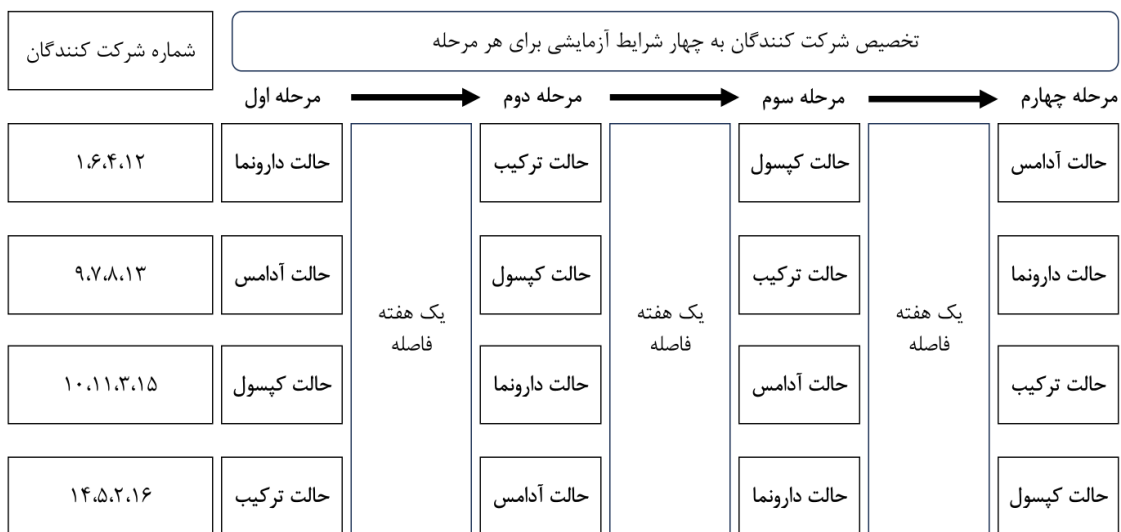 شماره شرکت کنندگان
تخصیص شرکت کنندگان به چهار شرایط آزمایشی برای هر مرحله
مرحله اول
مرحله دوم
مرحله سوم
مرحله چهارم
۱،۶،۴،۱۲
حالت دارونما
حالت ترکیب
حالت کپسول
حالت آدامس
۹،۷،۸،۱۳
حالت آدامس
حالت کپسول
حالت ترکیب
حالت دارونما
یک هفته
فاصله
یک هفته
فاصله
یک هفته
فاصله
۱۰،۱۱،۳،۱۵
حالت کپسول
حالت دارونما
حالت آدامس
حالت ترکیب
۱۴،۵،۲،۱۶
حالت ترکیب
حالت آدامس
حالت دارونما
حالت کپسول